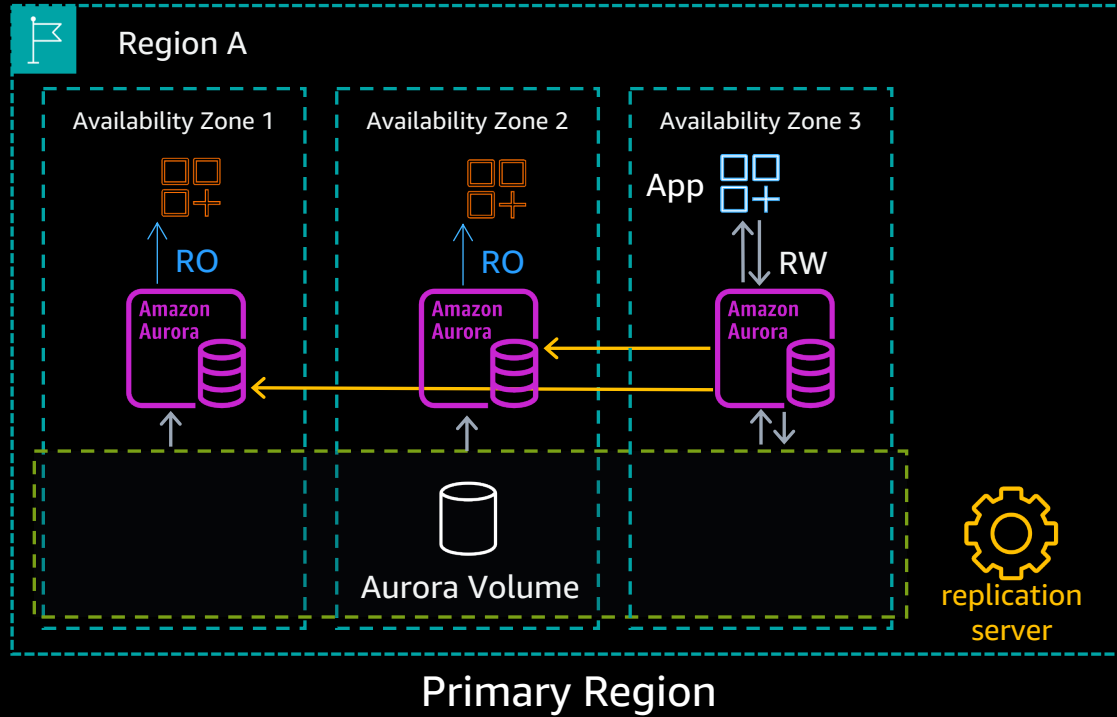 Region A
Availability Zone 1
Availability Zone 2
Availability Zone 3
App
RO
RO
RW
Amazon
Aurora
Amazon
Aurora
Amazon
Aurora
Aurora Volume
replication
server
Primary Region